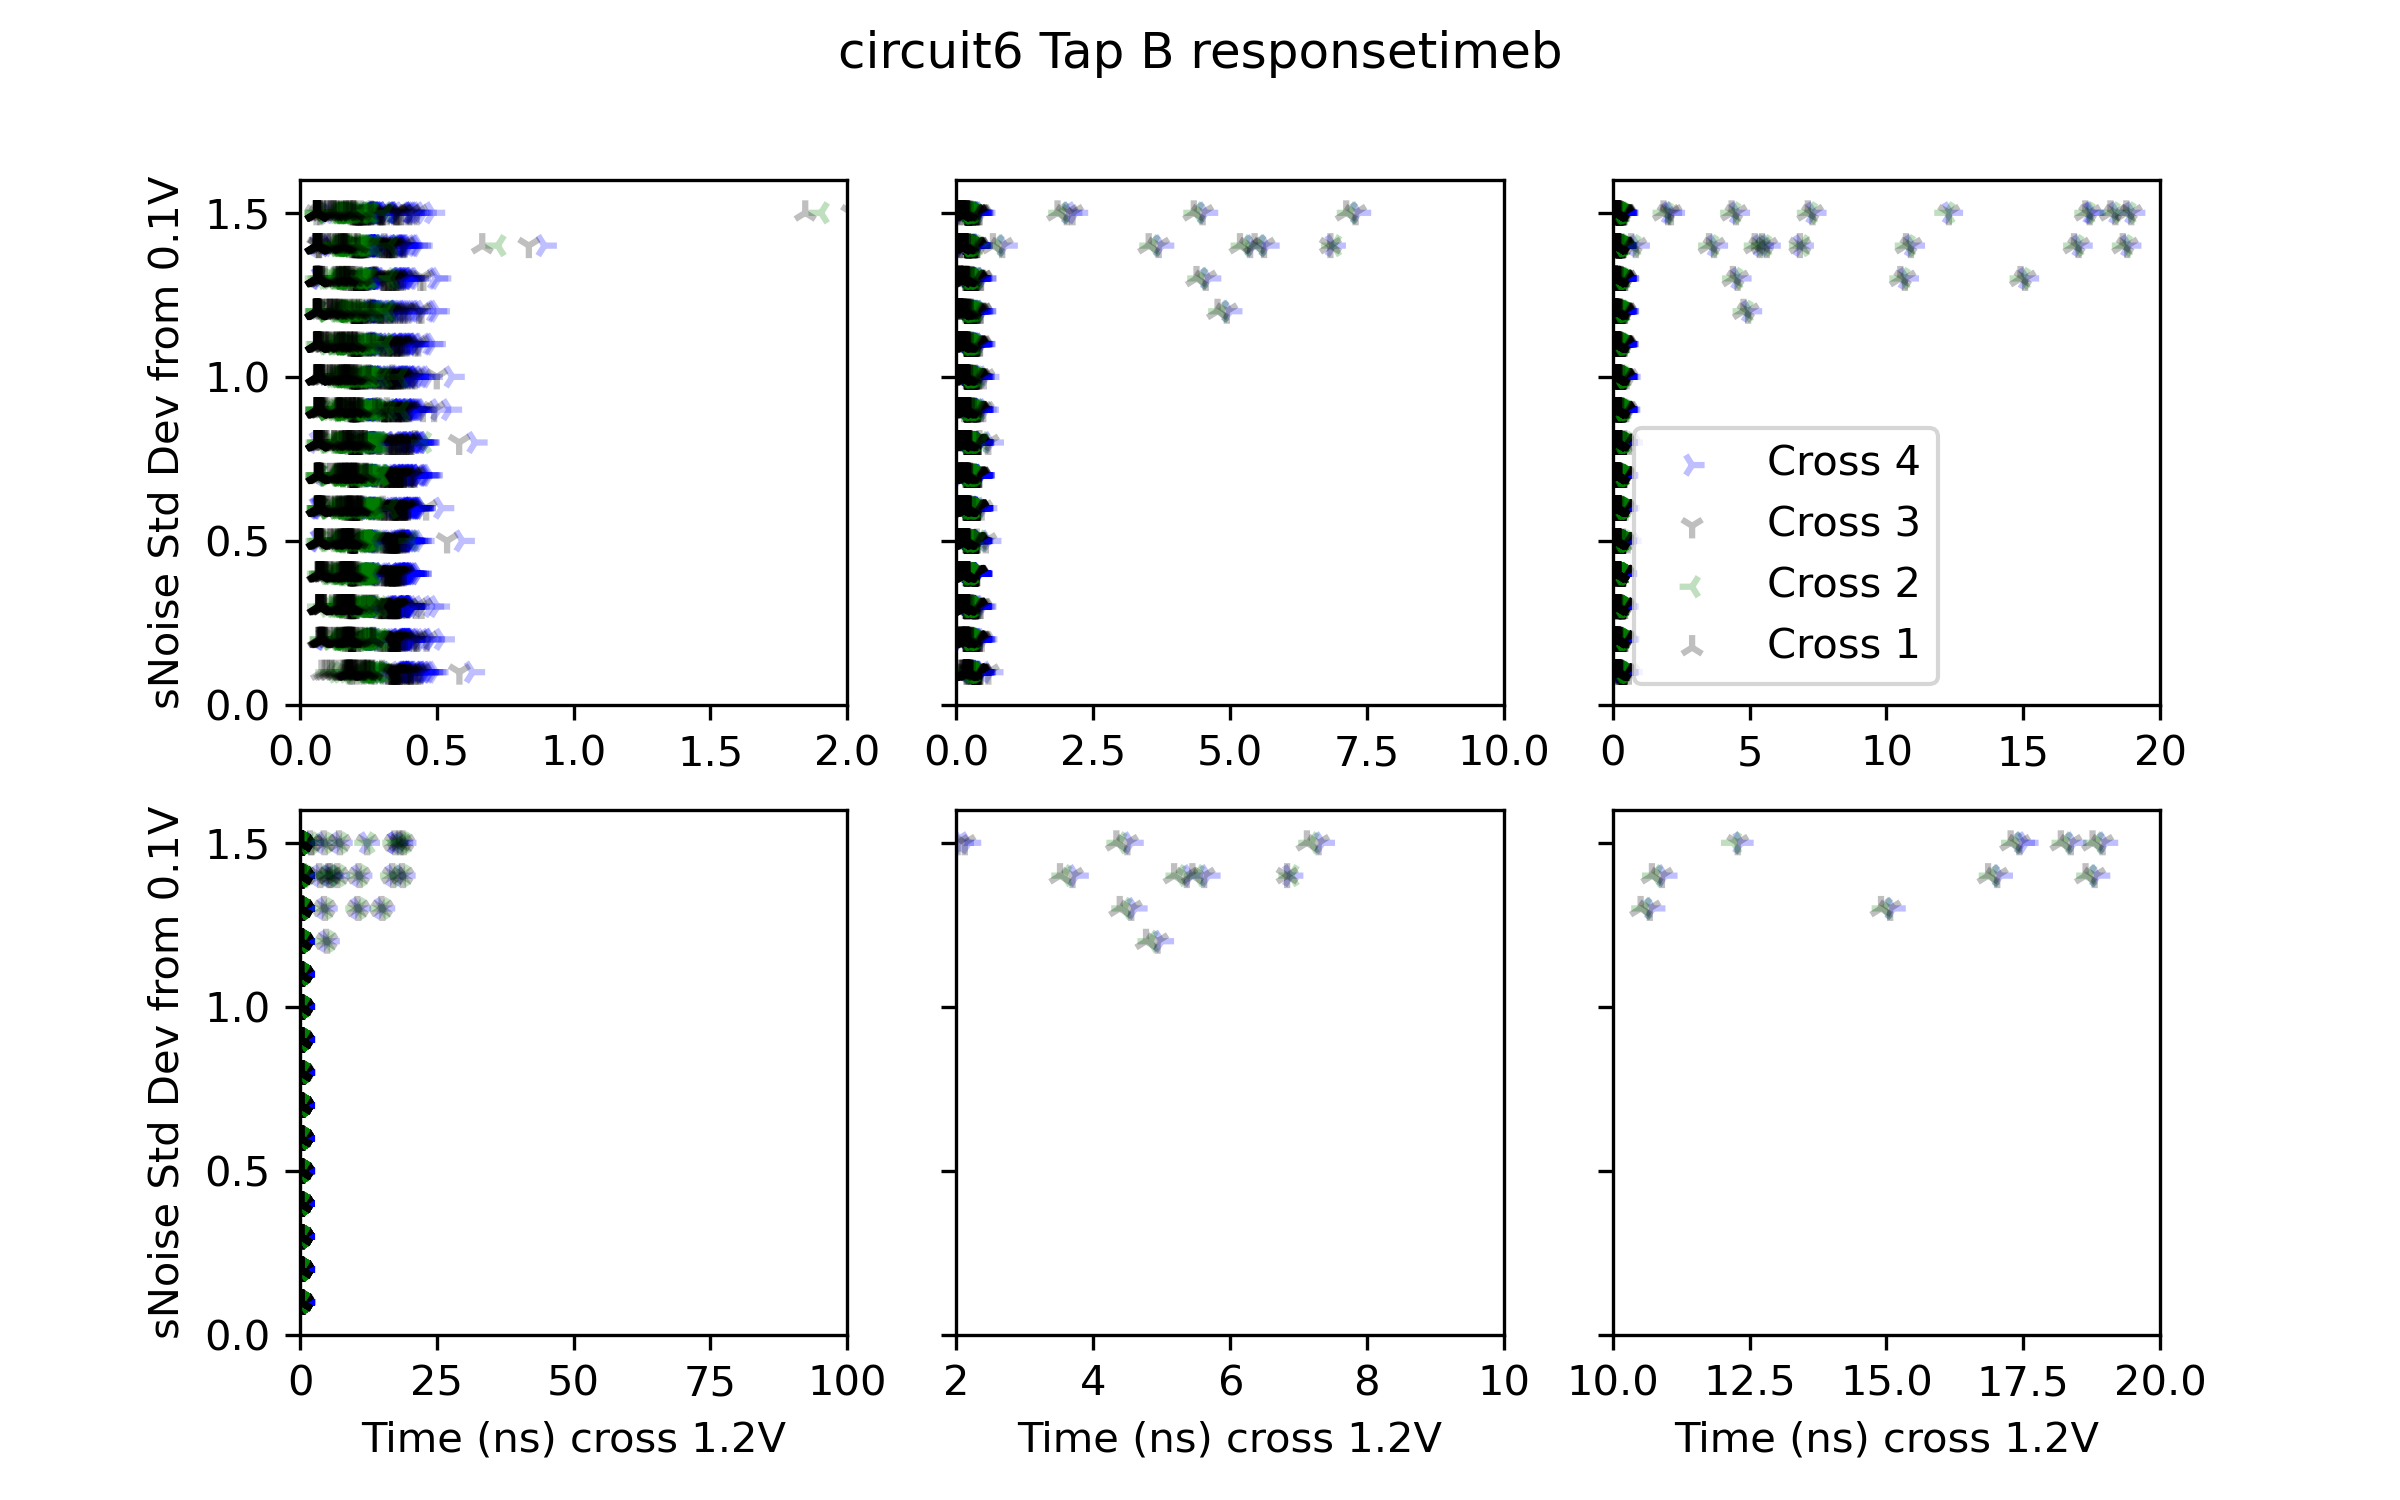 circuit6 Tap B responsetimeb
sNoise Std Dev from 0.1V
1.5
1.0
0.5
0.0
0.0 0.5 1.0 1.5 2.0
0.0 2.5 5.0 7.5 10.0
Cross 4
Cross 3
Cross 2
Cross 1
0 5 10 15 20
sNoise Std Dev from 0.1V
1.5
1.0
0.5
0.0
0 25 50 75 100
Time (ns) cross 1.2V
2 4 6 8 10
Time (ns) cross 1.2V
10.0 12.5 15.0 17.5 20.0
Time (ns) cross 1.2V